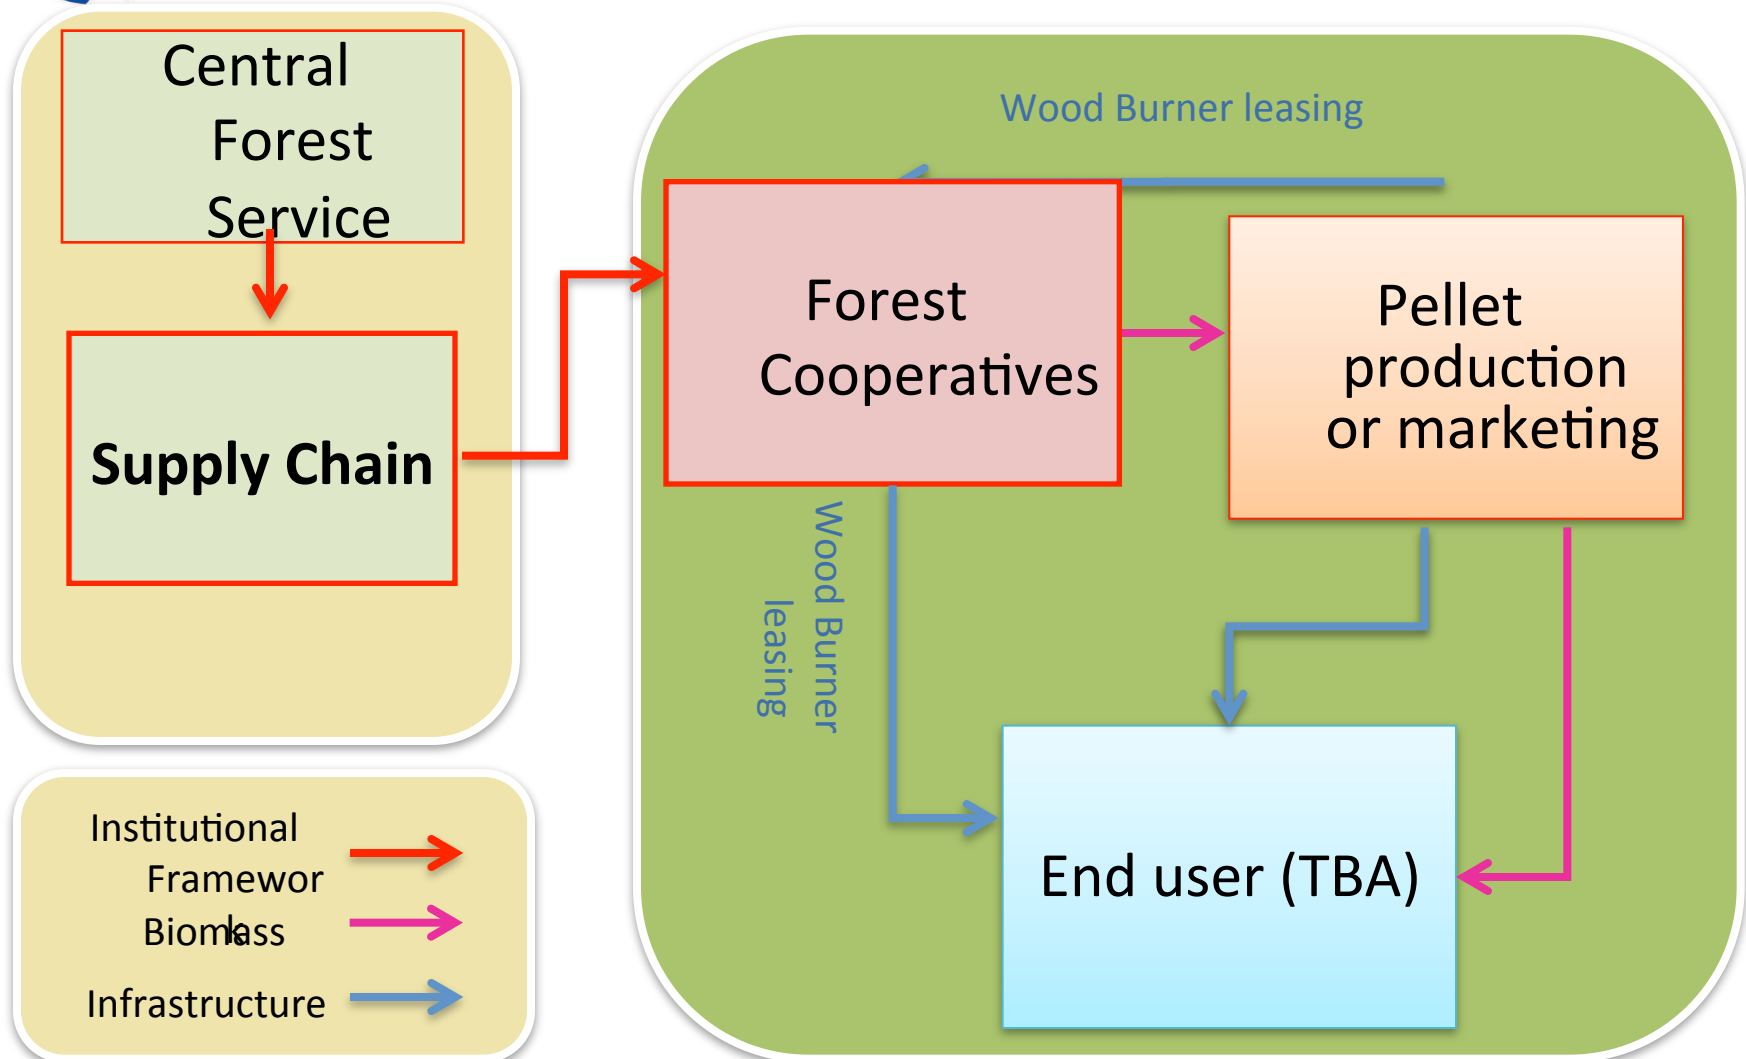 Central
Forest
Service
Supply Chain
Wood Burner leasing
Forest
Cooperatives
Pellet
production
or marketing
Wood Burner
leasing
End user (TBA)
Institutional
Framewor
k
Biomass
Infrastructure